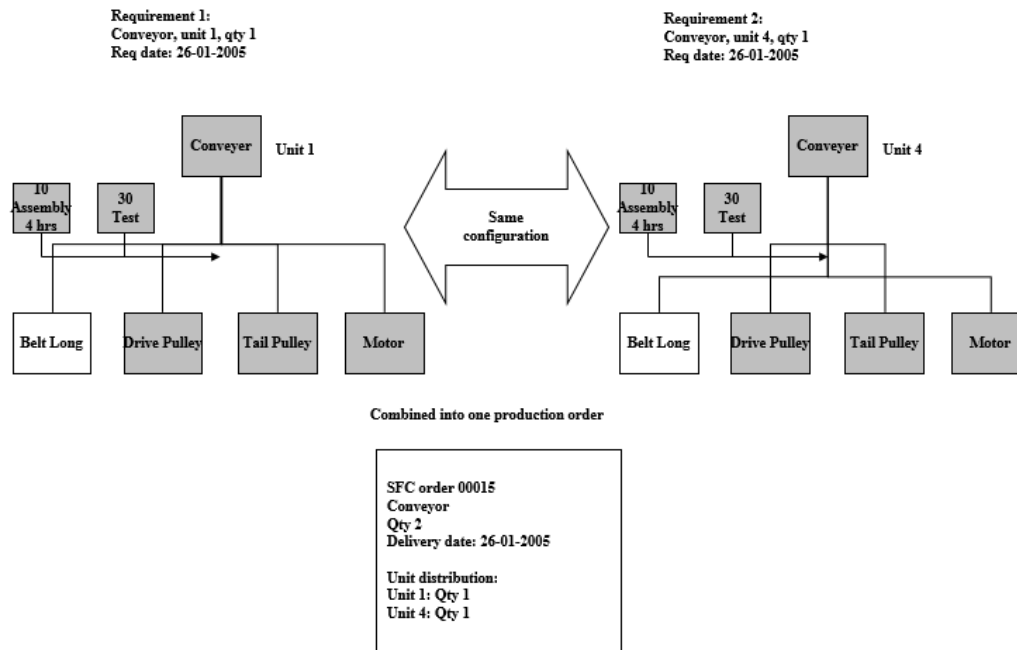 Requirement 1:
Conveyor, unit 1, qty 1
Req date: 26-01-2005
Requirement 2:
Conveyor, unit 4, qty 1
Req date: 26-01-2005
Conveyer
Unit 1
10
Assembly
4 hrs
30
Test
Belt Long
Drive Pulley
Tail Pulley
Motor
Same
configuration
Conveyer
Unit 4
10
Assembly
4 hrs
30
Test
Belt Long
Drive Pulley
Tail Pulley
Motor
Combined into one production order
SFC order 00015
Conveyor
Qty 2
Delivery date: 26-01-2005
Unit distribution:
Unit 1: Qty 1
Unit 4: Qty 1